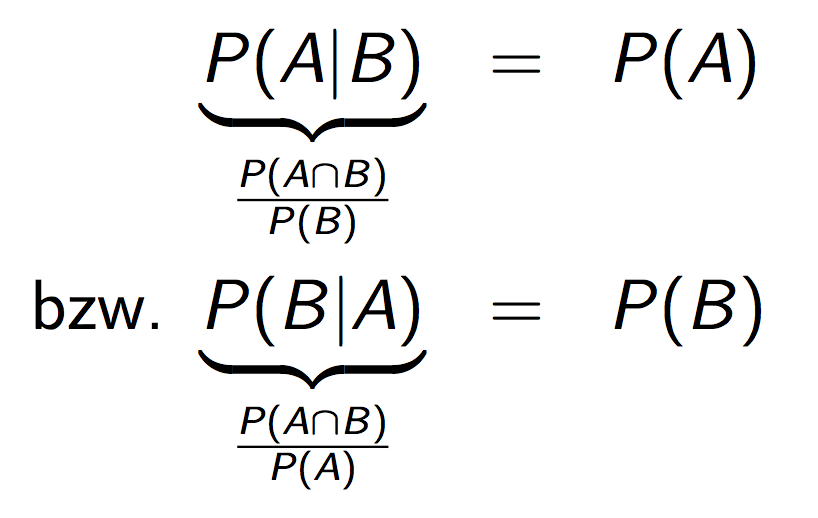 P(A|B) = P(A)
P(A∩B)
P(B)
bzw. P(B|A) = P(B)
P(A∩B)
P(A)